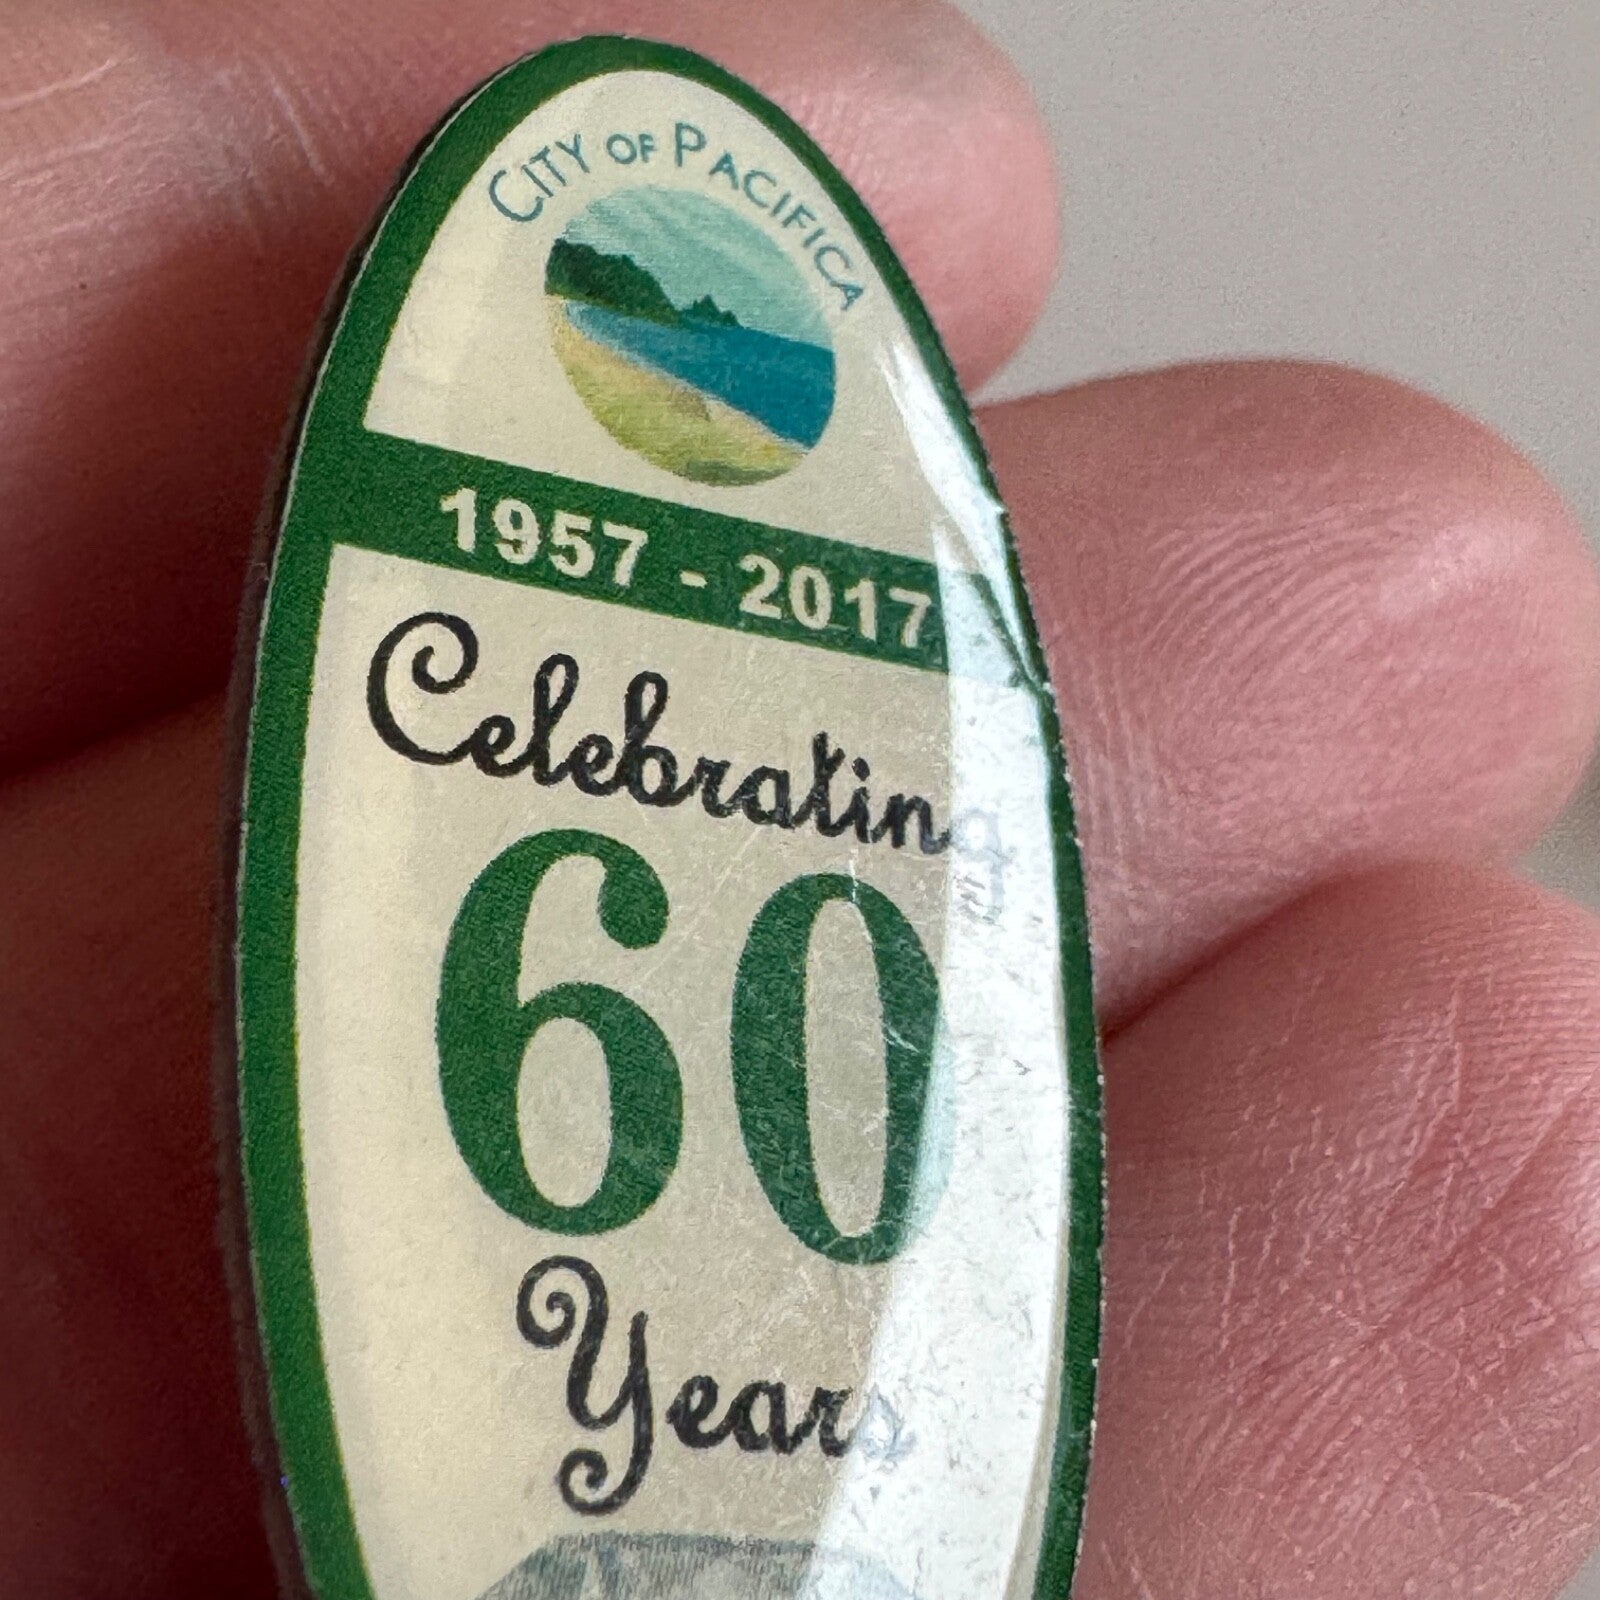 CITY OF PACIFICA
1957 - 2017
Celebrating
60
Years